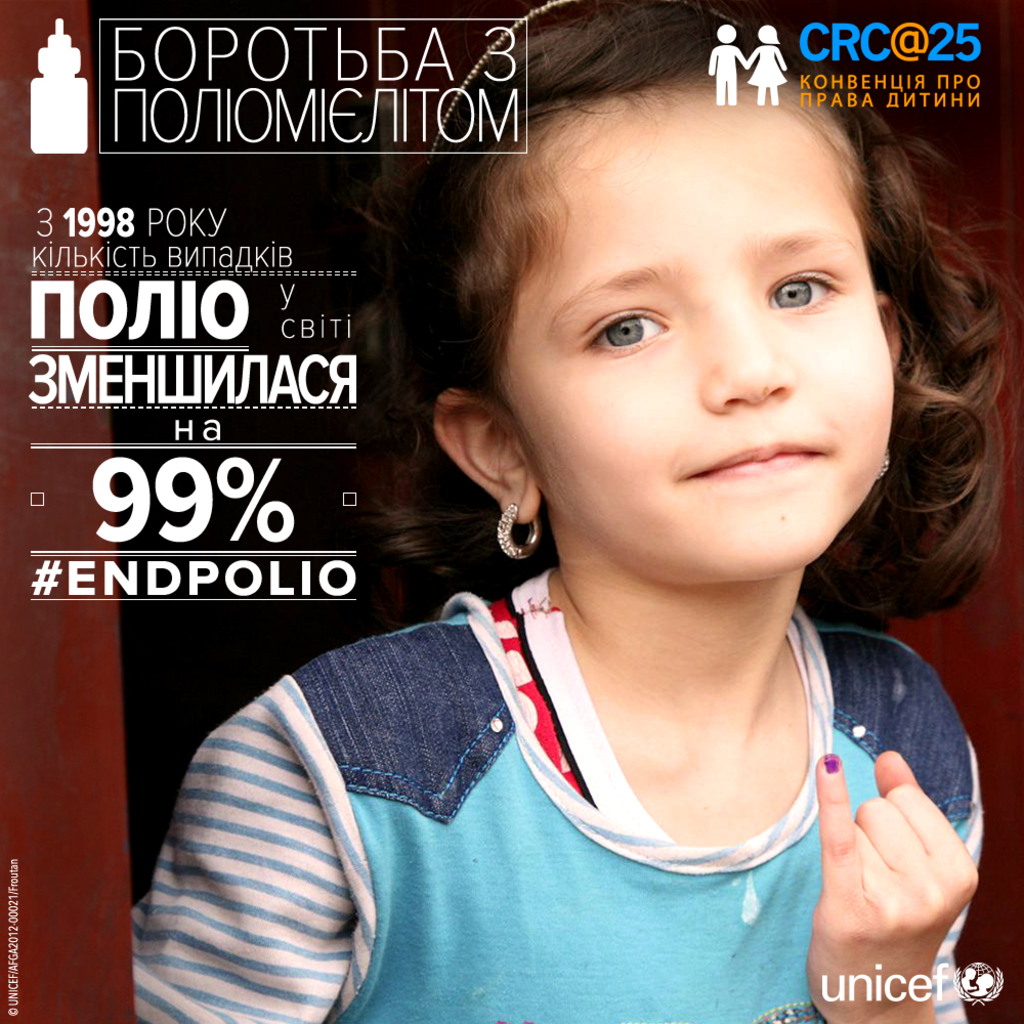 БОРОТЬБА З
ПОЛІОМІЄЛІТОМ
CRC@25
КОНВЕНЦІЯ ПРО
ПРАВА ДИТИНИ
З 1998 РОКУ
КІЛЬКІСТЬ ВИПАДКІВ
ПОЛІО
У
СВІТІ
ЗМЕНШИЛАСЯ
на
99%
#ENDPOLIO
© UNICEF/AFGA2012-00021/Froutan
unicef